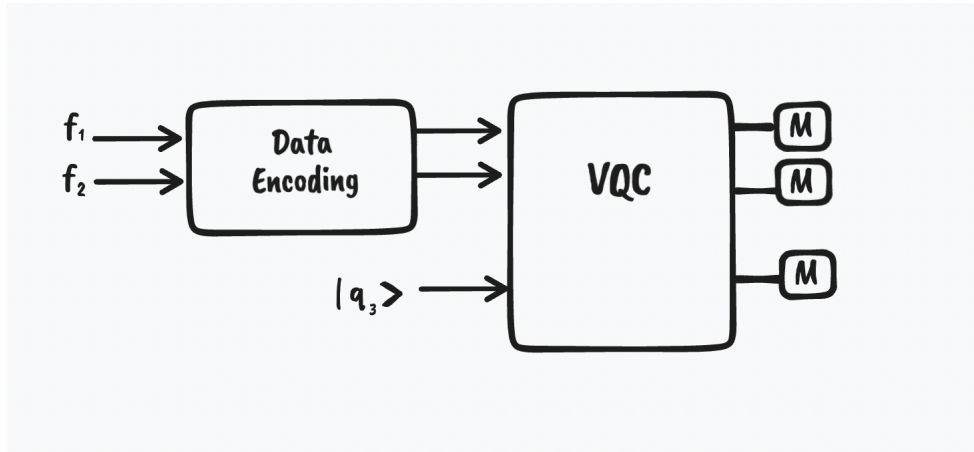 f₁
f₂
Data
Encoding
|q₃>
VQC
M
M
M